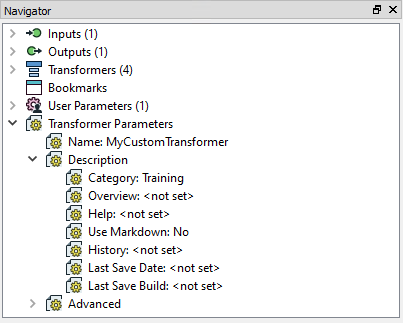 Navigator
Inputs (1)
Outputs (1)
Transformers (4)
Bookmarks
User Parameters (1)
Transformer Parameters
Name: MyCustomTransformer
Description
Category: Training
Overview: <not set>
Help: <not set>
Use Markdown: No
History: <not set>
Last Save Date: <not set>
Last Save Build: <not set>
Advanced